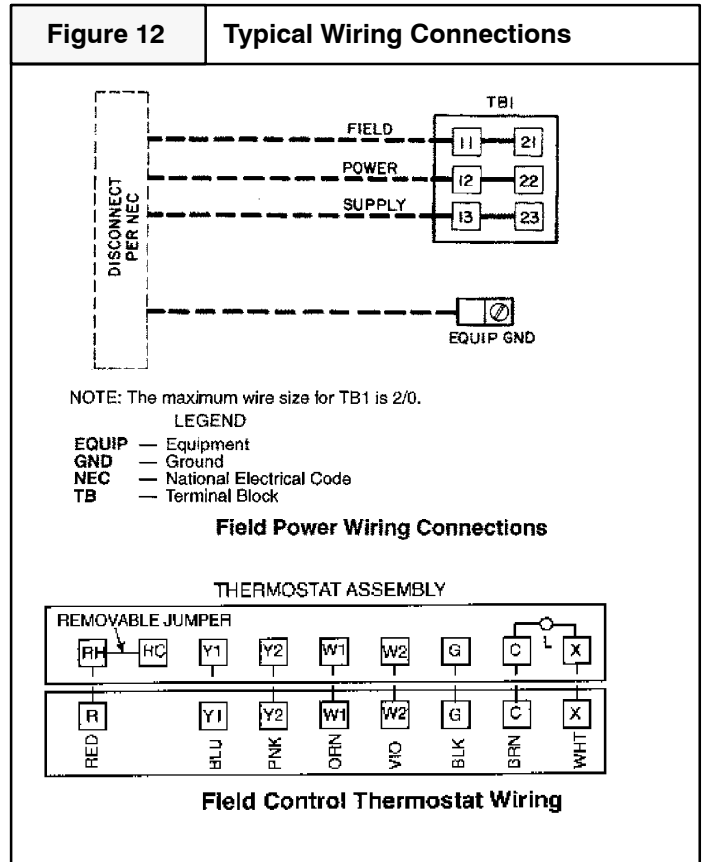 Figure 12 Typical Wiring Connections
TB1
DISCONNECT
PER NEC
FIELD
11 21
POWER
12 22
SUPPLY
13 23
EQUIP GND
NOTE: The maximum wire size for TB1 is 2/0.
LEGEND
EQUIP — Equipment
GND — Ground
NEC — National Electrical Code
TB — Terminal Block
Field Power Wiring Connections
THERMOSTAT ASSEMBLY
REMOVABLE JUMPER
RH RC Y1 Y2 W1 W2 G C L X
R Y1 Y2 W1 W2 G C X
RED BLU PNK ORN VIO BLK BRN WHT
Field Control Thermostat Wiring